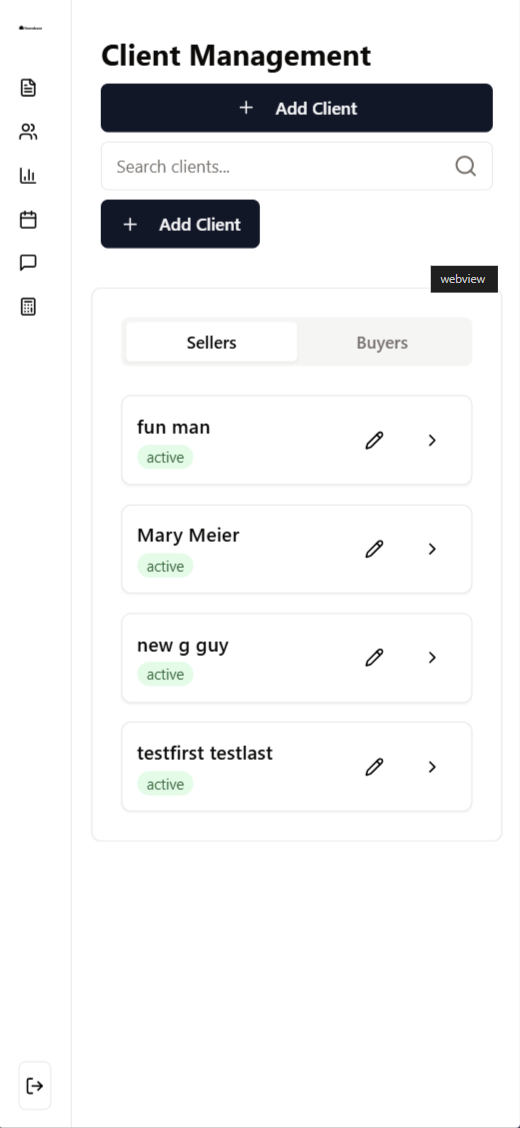 Client Management
Add Client
Search clients...
Add Client
webview
Sellers
Buyers
fun man
active
Mary Meier
active
new g guy
active
testfirst testlast
active